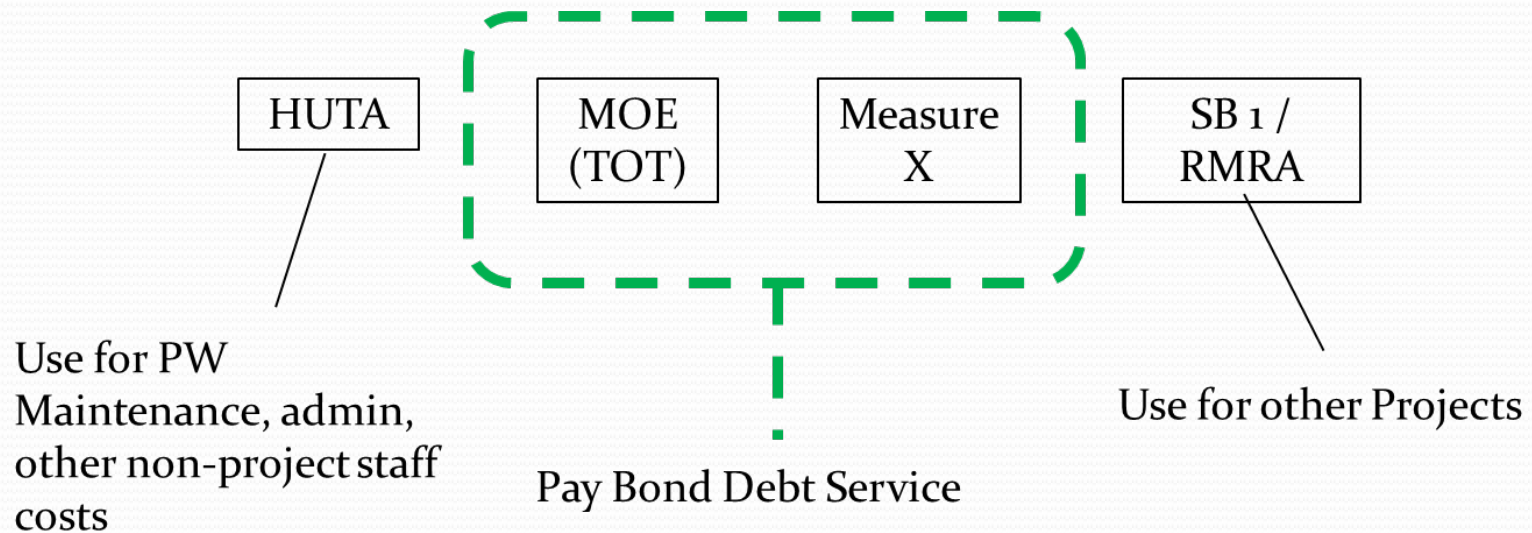 HUTA
MOE
(TOT)
Measure
X
SB 1 /
RMRA
Use for PW
Maintenance, admin,
other non-project staff
costs
Pay Bond Debt Service
Use for other Projects